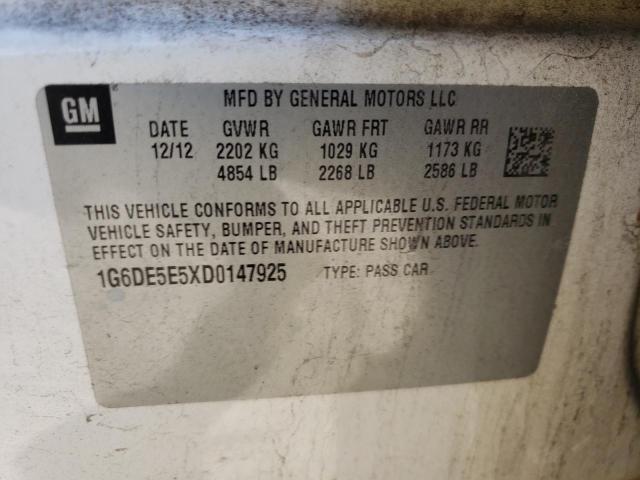 GM
MFD BY GENERAL MOTORS LLC
DATE GVWR GAWR FRT GAWR RR
12/12 2202 KG 1029 KG 1173 KG
4854 LB 2268 LB 2586 LB
THIS VEHICLE CONFORMS TO ALL APPLICABLE U.S. FEDERAL MOTOR
VEHICLE SAFETY, BUMPER, AND THEFT PREVENTION STANDARDS IN
EFFECT ON THE DATE OF MANUFACTURE SHOWN ABOVE.
1G6DE5E5XD0147925 TYPE: PASS CAR